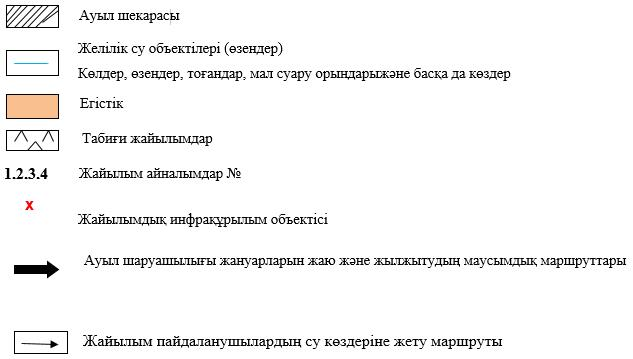 Ауыл шекарасы
Желілік су объектілері (өзендер)
Көлдер, өзендер, тоғандар, мал суару орындарыжәне басқа да көздер
Егістік
Табиғи жайылымдар
1.2.3.4 Жайылым айналымдар №
x
Жайылымдық инфрақұрылым объектісі
Ауыл шаруашылығы жануарларын жаю және жылжытудың маусымдық маршруттары
Жайылым пайдаланушылардың су көздеріне жету маршруты